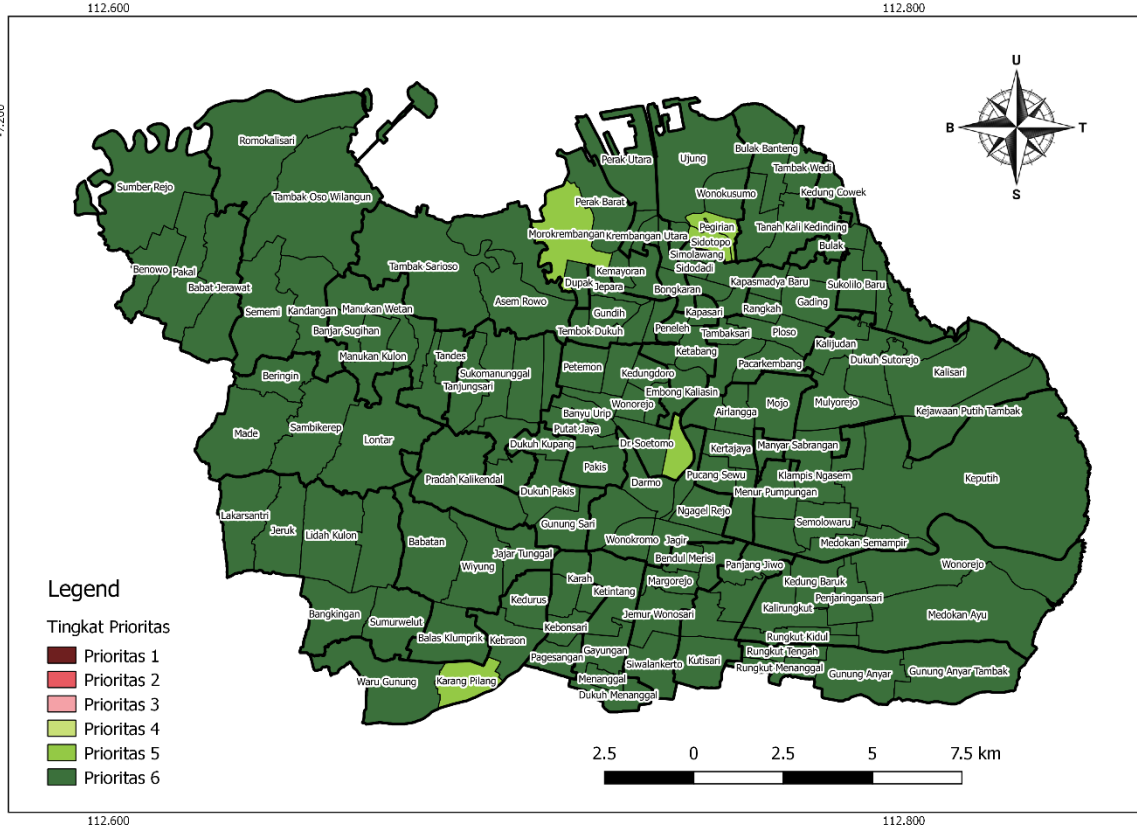 112.600
112.800
-7.200
U
B
T
S
Romokalisari
Sumber Rejo
Tambak Oso Wilangun
Perak Utara
Ujung
Bulak Banteng
Tambak Wedi
Kedung Cowek
Wonokusumo
Perak Barat
Pegirian
Tanah Kali Kedinding
Morokrembangan
Krembangan Utara
Sidotopo
Bulak
Simolawang
Sidodadi
Benowo
Pakal
Babat Jerawat
Tambak Sarioso
Kemayoran
Dupak
Jepara
Bongkaran
Kapasmadya Baru
Sukolilo Baru
Asem Rowo
Sememi
Kandangan
Manukan Wetan
Gundih
Kapasari
Rangkah
Gading
Banjar Sugihan
Tembok Dukuh
Peneleh
Tambaksari
Ploso
Kalijudan
Manukan Kulon
Tandes
Ketabang
Dukuh Sutorejo
Pacarkembang
Petemon
Kedungdoro
Kalisari
Beringin
Sukomanunggal
Tanjungsari
Embong Kaliasin
Wonorejo
Mojo
Mulyorejo
Banyu Urip
Airlangga
Kejawaan Putih Tambak
Made
Sambikerep
Lontar
Putat Jaya
Dukuh Kupang
Dr. Soetomo
Kertajaya
Manyar Sabrangan
Pakis
Pradah Kalikendal
Pucang Sewu
Klampis Ngasem
Keputih
Darmo
Dukuh Pakis
Menur Pumpungan
Ngagel Rejo
Lakarsantri
Jeruk
Lidah Kulon
Gunung Sari
Semolowaru
Babatan
Wonokromo
Jagir
Medokan Semampir
Jajar Tunggal
Bendul Merisi
Wiyung
Panjang Jiwo
Wonorejo
Karah
Ketintang
Margorejo
Kedung Baruk
Kedurus
Penjaringansari
Kalirungkut
Bangkingan
Sumurwelut
Jemur Wonosari
Medokan Ayu
Kebonsari
Balas Klumprik
Kebraon
Rungkut Kidul
Gayungan
Rungkut Tengah
Pagesangan
Siwalankerto
Kutisari
Rungkut Menanggal
Gunung Anyar
Gunung Anyar Tambak
Waru Gunung
Karang Pilang
Menanggal
Dukuh Menanggal
Legend
Tingkat Prioritas
Prioritas 1
Prioritas 2
Prioritas 3
Prioritas 4
Prioritas 5
Prioritas 6
2.5 0 2.5 5 7.5 km
112.600
112.800